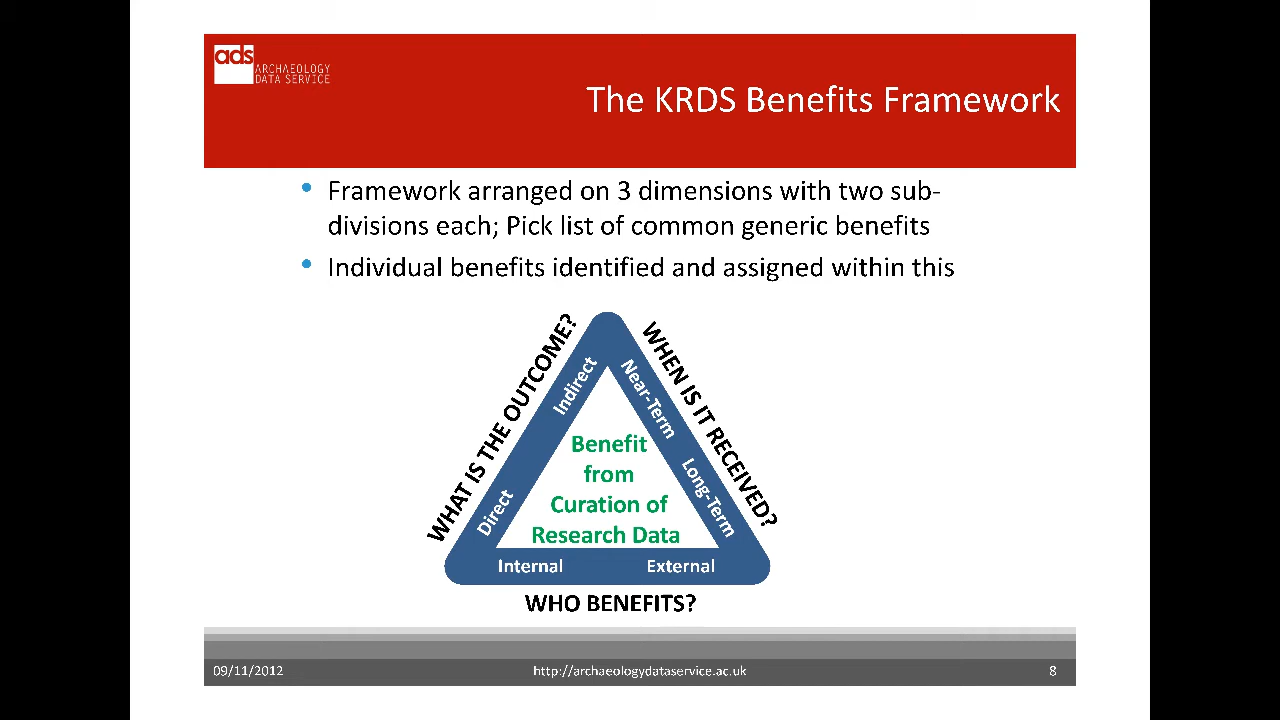 ads
ARCHAEOLOGY
DATA SERVICE
The KRDS Benefits Framework
• Framework arranged on 3 dimensions with two sub-
divisions each; Pick list of common generic benefits
• Individual benefits identified and assigned within this
WHAT IS THE OUTCOME?
Direct
Indirect
WHEN IS IT RECEIVED?
Near-Term
Long-Term
Benefit
from
Curation of
Research Data
Internal External
WHO BENEFITS?
09/11/2012 http://archaeologydataservice.ac.uk 8